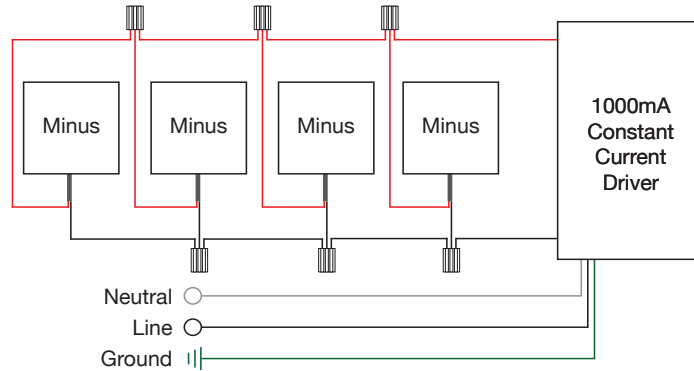 Minus
Minus
Minus
Minus
1000mA
Constant
Current
Driver
Neutral
Line
Ground